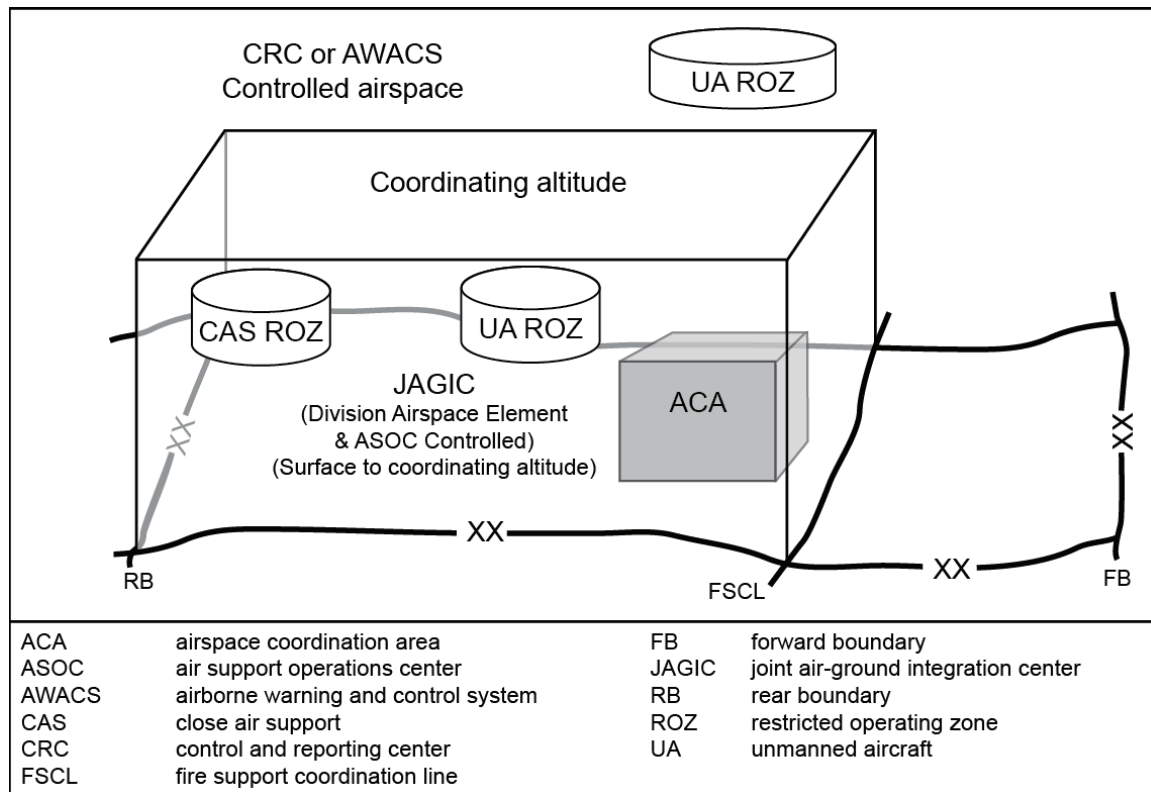 CRC or AWACS
Controlled airspace
UA ROZ
Coordinating altitude
CAS ROZ
UA ROZ
JAGIC
(Division Airspace Element
& ASOC Controlled)
(Surface to coordinating altitude)
ACA
XX
XX
XX
XX
RB
FSCL
FB
ACA airspace coordination area
ASOC air support operations center
AWACS airborne warning and control system
CAS close air support
CRC control and reporting center
FSCL fire support coordination line
FB forward boundary
JAGIC joint air-ground integration center
RB rear boundary
ROZ restricted operating zone
UA unmanned aircraft